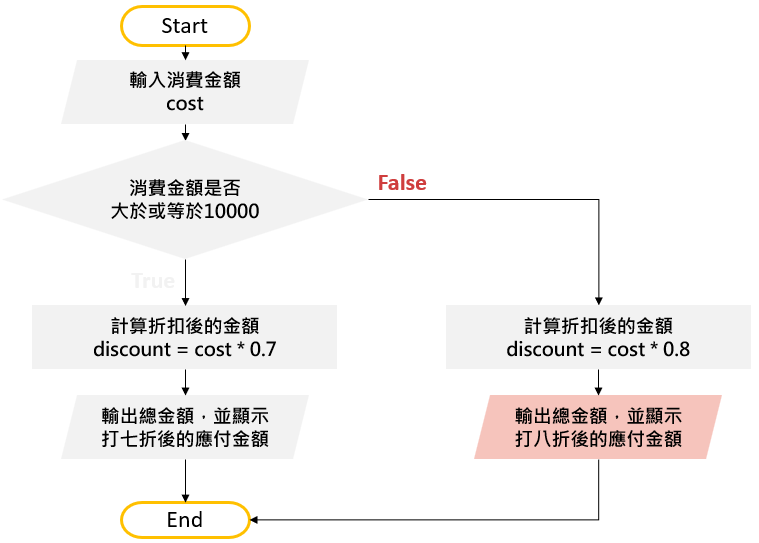 Start
輸入消費金額
cost
消費金額是否
大於或等於10000
False
True
計算折扣後的金額
discount = cost * 0.7
計算折扣後的金額
discount = cost * 0.8
輸出總金額，並顯示
打七折後的應付金額
輸出總金額，並顯示
打八折後的應付金額
End